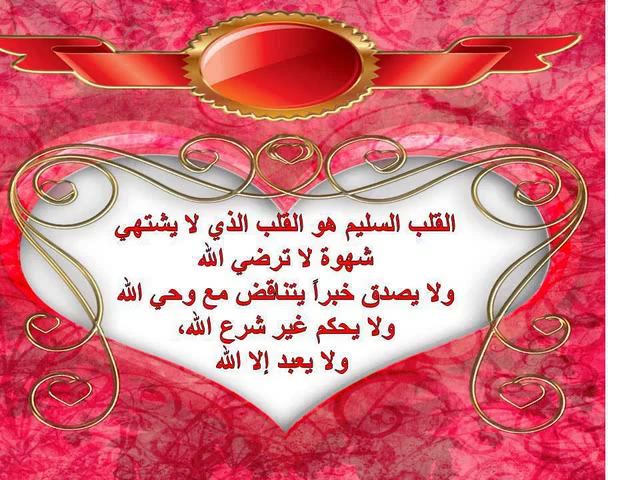 القلب السليم هو القلب الذي لا يشتهي
شهوة لا ترضي الله
ولا يصدق خبراً يتناقض مع وحي الله
ولا يحكم غير شرع الله،
ولا يعبد إلا الله